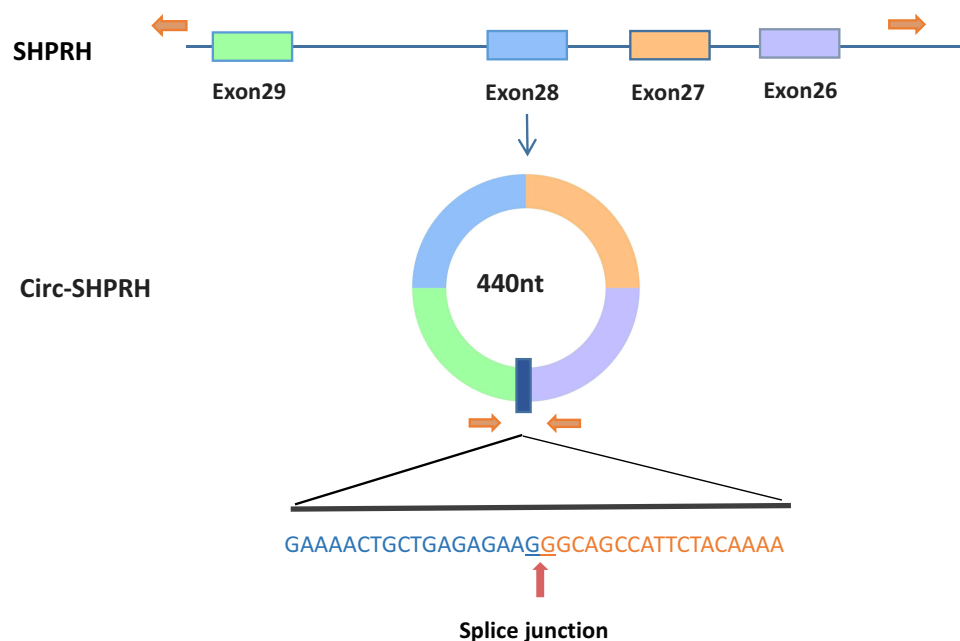 SHPRH
Exon29
Exon28
Exon27
Exon26
Circ-SHPRH
440nt
GAAAACTGCTGAGAGAAGGGCAGCCATTCTACAAAA
Splice junction